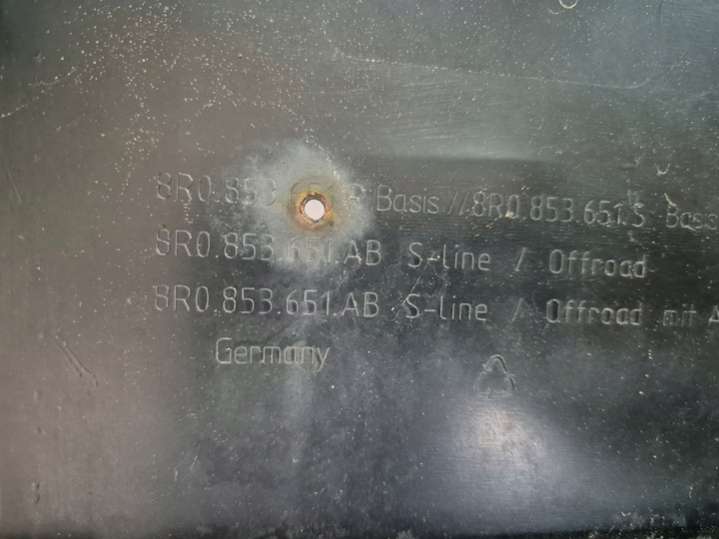 8R0.853. R Basis // 8R0.853.651.S Basis
8R0.853.651.AB S-line / Offroad
8R0.853.651.AB S-line / Offroad mit A
Germany